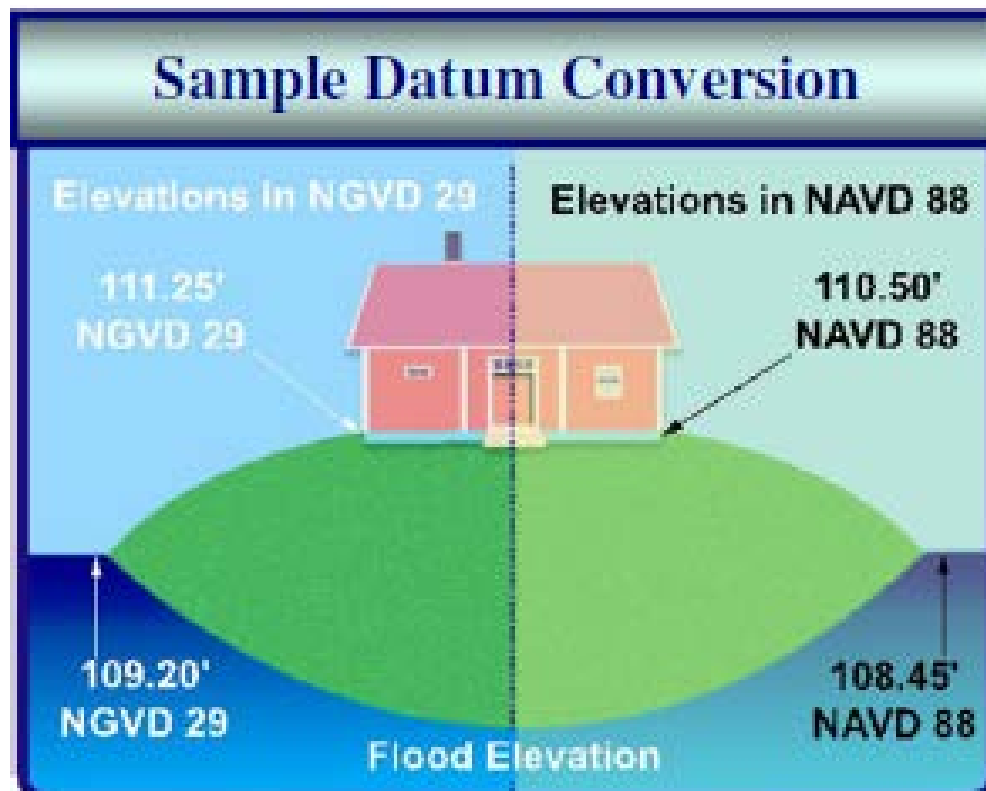 Sample Datum Conversion
Elevations in NGVD 29
Elevations in NAVD 88
111.25'
NGVD 29
110.50'
NAVD 88
109.20'
NGVD 29
108.45'
NAVD 88
Flood Elevation